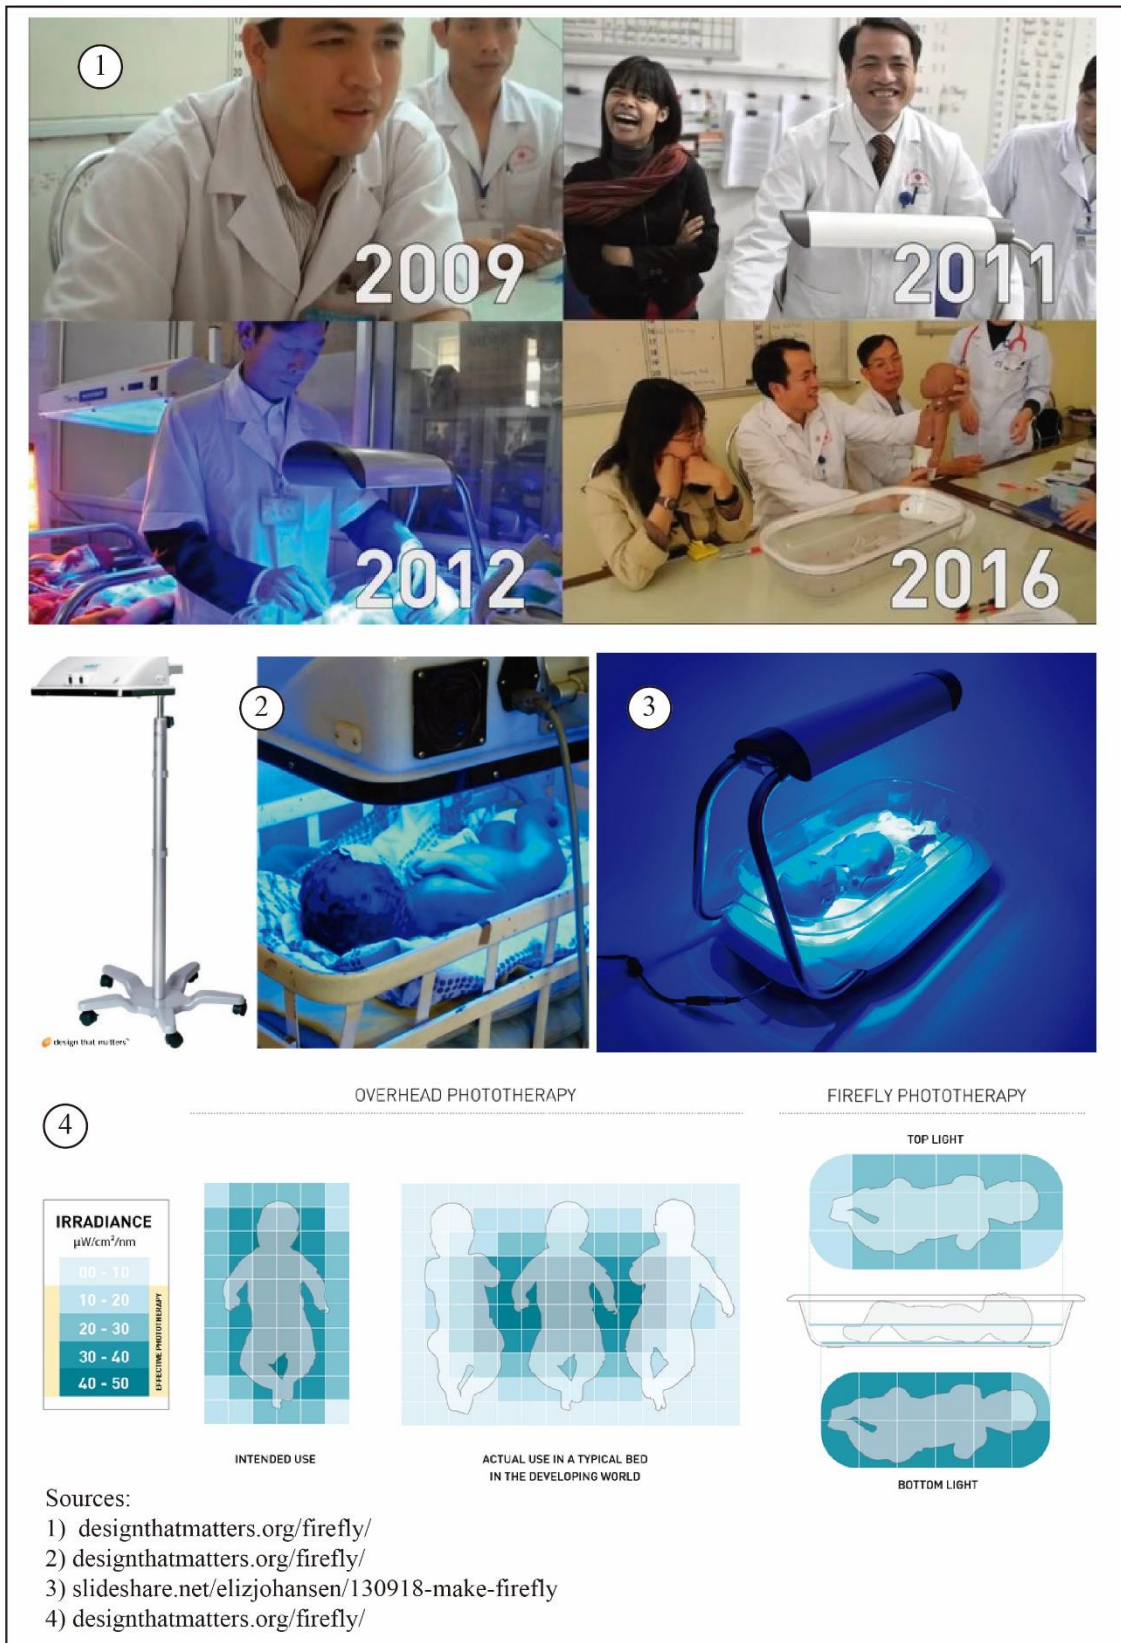 1
2009
2011
2012
2016
2
3
design that matters™
4
OVERHEAD PHOTOTHERAPY
FIREFLY PHOTOTHERAPY
TOP LIGHT
IRRADIANCE
µW/cm²/nm
00 - 10
10 - 20
20 - 30
30 - 40
40 - 50
EFFECTIVE PHOTOTHERAPY
INTENDED USE
ACTUAL USE IN A TYPICAL BED
IN THE DEVELOPING WORLD
BOTTOM LIGHT
Sources:
1) designthatmatters.org/firefly/
2) designthatmatters.org/firefly/
3) slideshare.net/elizjohansen/130918-make-firefly
4) designthatmatters.org/firefly/